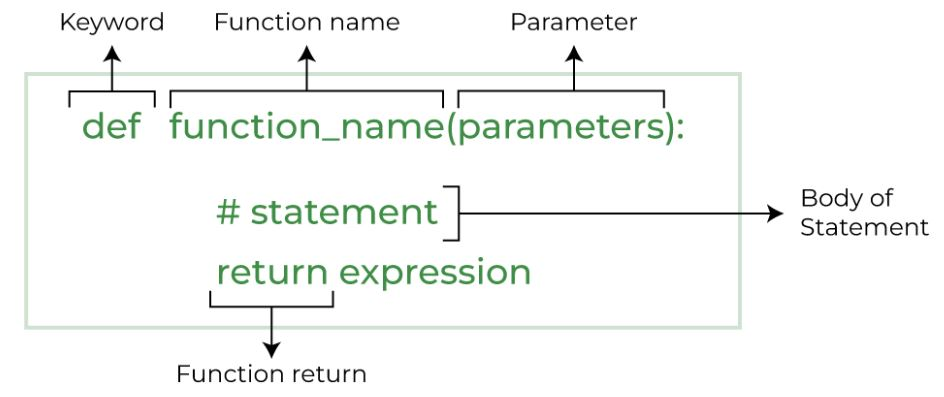 Keyword Function name Parameter
def function_name(parameters):
# statement
Body of
Statement
return expression
Function return